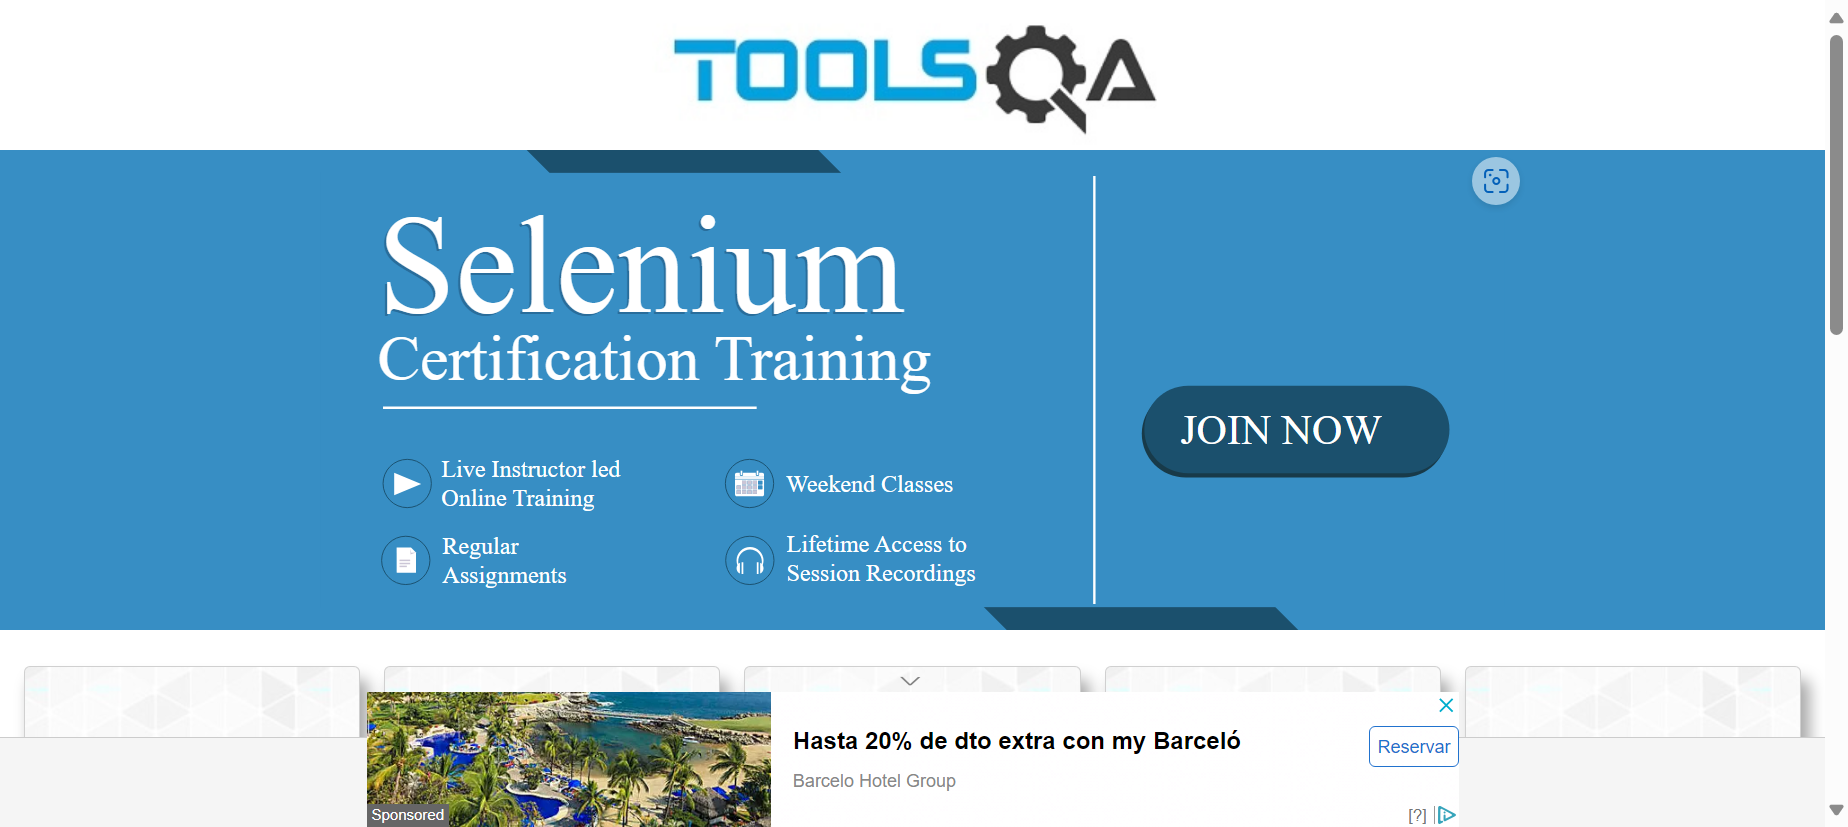 TOOLSQA
Selenium
Certification Training
Live Instructor led
Online Training
Weekend Classes
Regular
Assignments
Lifetime Access to
Session Recordings
JOIN NOW
Hasta 20% de dto extra con my Barceló
Barcelo Hotel Group
Reservar
Sponsored
[?]